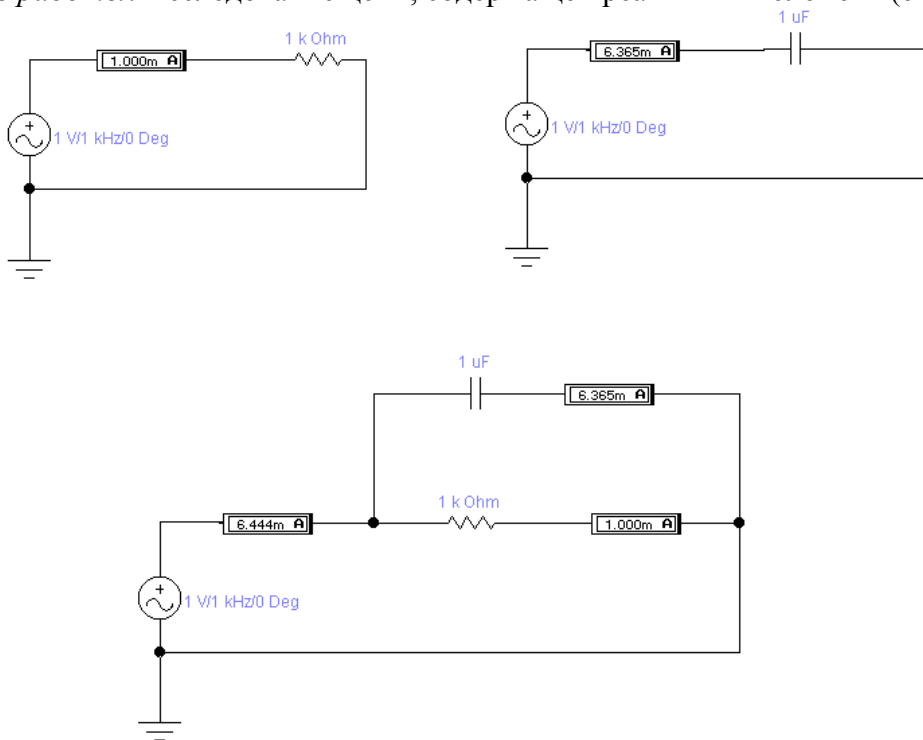 1 k Ohm
1.000m A
1 V/1 kHz/0 Deg
1 uF
6.365m A
1 V/1 kHz/0 Deg
1 uF
6.365m A
1 k Ohm
6.444m A
1.000m A
1 V/1 kHz/0 Deg